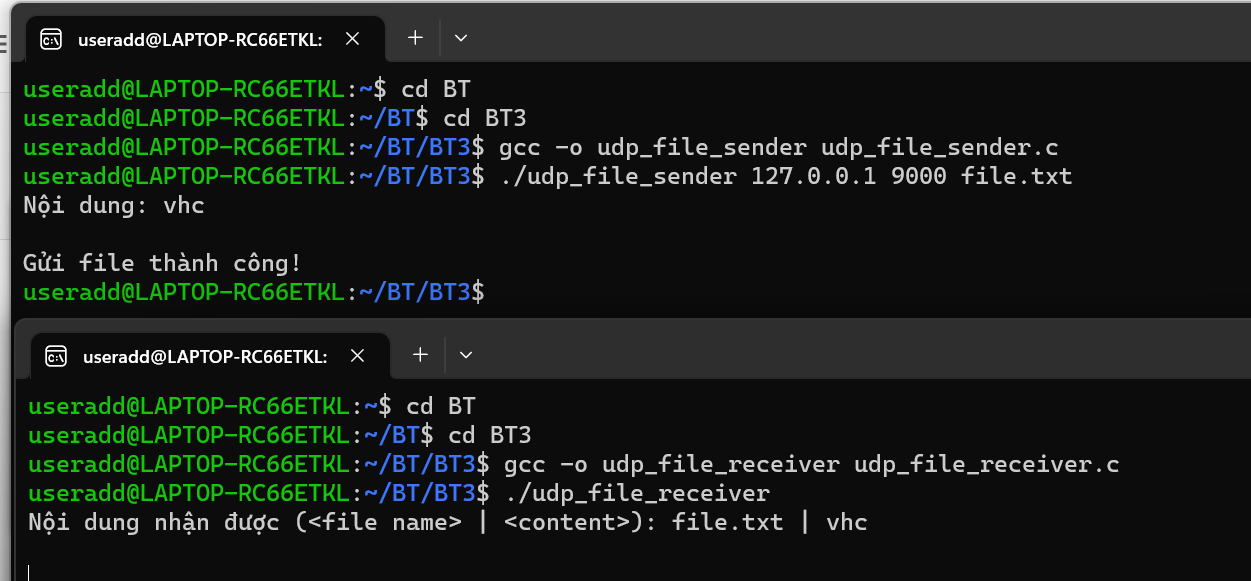 useradd@LAPTOP-RC66ETKL:
useradd@LAPTOP-RC66ETKL:~$ cd BT
useradd@LAPTOP-RC66ETKL:~/BT$ cd BT3
useradd@LAPTOP-RC66ETKL:~/BT/BT3$ gcc -o udp_file_sender udp_file_sender.c
useradd@LAPTOP-RC66ETKL:~/BT/BT3$ ./udp_file_sender 127.0.0.1 9000 file.txt
Nội dung: vhc
Gửi file thành công!
useradd@LAPTOP-RC66ETKL:~/BT/BT3$
useradd@LAPTOP-RC66ETKL:
useradd@LAPTOP-RC66ETKL:~$ cd BT
useradd@LAPTOP-RC66ETKL:~/BT$ cd BT3
useradd@LAPTOP-RC66ETKL:~/BT/BT3$ gcc -o udp_file_receiver udp_file_receiver.c
useradd@LAPTOP-RC66ETKL:~/BT/BT3$ ./udp_file_receiver
Nội dung nhận được (<file name> | <content>): file.txt | vhc